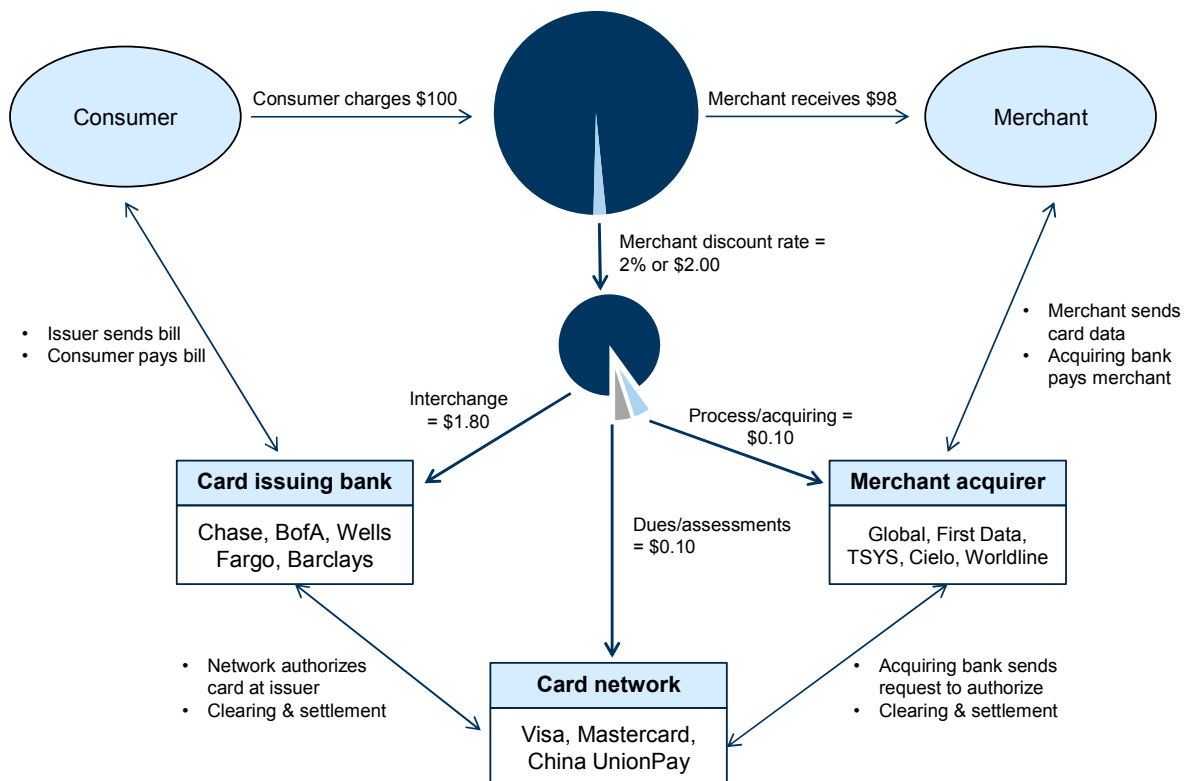 Consumer
Consumer charges $100
Merchant receives $98
Merchant
Merchant discount rate =
2% or $2.00
• Issuer sends bill
• Consumer pays bill
• Merchant sends
card data
• Acquiring bank
pays merchant
Interchange
= $1.80
Process/acquiring =
$0.10
Card issuing bank
Chase, BofA, Wells
Fargo, Barclays
Dues/assessments
= $0.10
Merchant acquirer
Global, First Data,
TSYS, Cielo, Worldline
• Network authorizes
card at issuer
• Clearing & settlement
Card network
Visa, Mastercard,
China UnionPay
• Acquiring bank sends
request to authorize
• Clearing & settlement